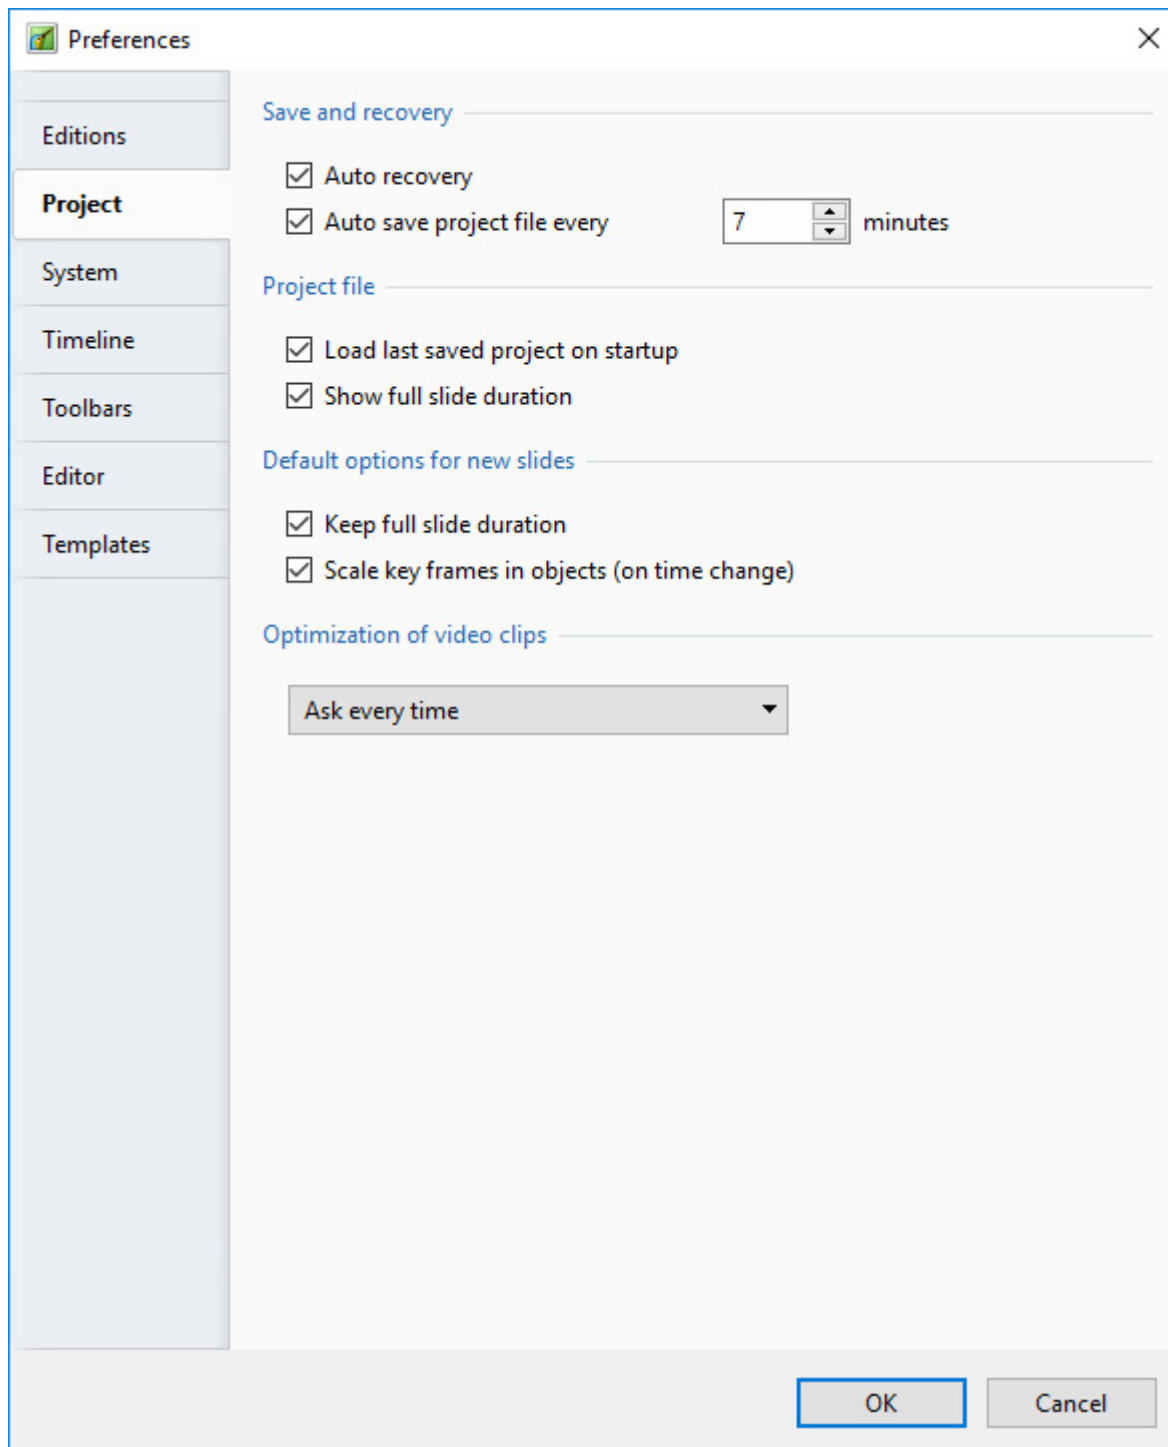 Preferences
Editions
Project
System
Timeline
Toolbars
Editor
Templates
Save and recovery
Auto recovery
Auto save project file every 7 minutes
Project file
Load last saved project on startup
Show full slide duration
Default options for new slides
Keep full slide duration
Scale key frames in objects (on time change)
Optimization of video clips
Ask every time
OK Cancel